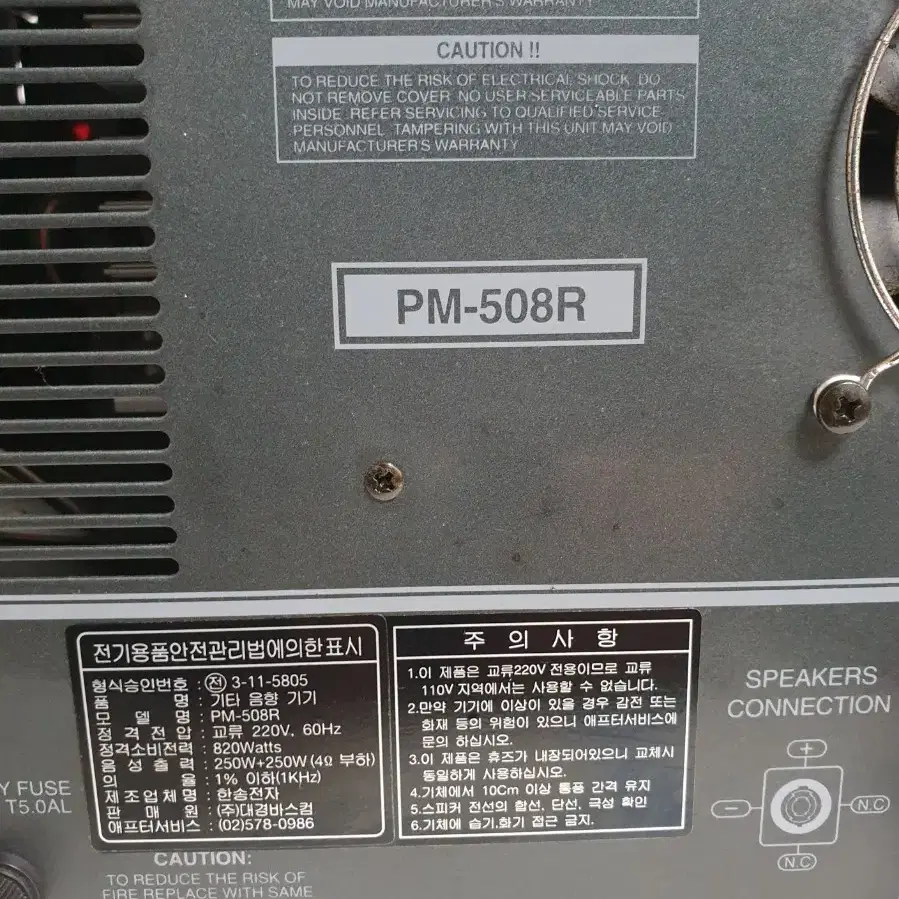 MAY VOID MANUFACTURER'S WARRANTY
CAUTION !!
TO REDUCE THE RISK OF ELECTRICAL SHOCK DO
NOT REMOVE COVER NO USER SERVICEABLE PARTS
INSIDE REFER SERVICING TO QUALIFIED SERVICE
PERSONNEL TAMPERING WITH THIS UNIT MAY VOID
MANUFACTURER'S WARRANTY
PM-508R
전기용품안전관리법에의한표시
형식승인번호 : 전 3-11-5805
품 명 : 기타 음향 기기
모 델 명 : PM-508R
정 격 전 압 : 교류 220V, 60Hz
정격소비전력 : 820Watts
음 성 출 력 : 250W+250W (4Ω 부하)
의 율 : 1% 이하(1KHz)
제 조 업 체 명 : 한송전자
판 매 원 : (주)대경바스컴
애프터서비스 : (02)578-0986
주 의 사 항
1.이 제품은 교류220V 전용이므로 교류
110V 지역에서는 사용할 수 없습니다.
2.만약 기기에 이상이 있을 경우 감전 또는
화재 등의 위험이 있으니 애프터서비스에
문의 하십시오.
3.이 제품은 휴즈가 내장되어있으니 교체시
동일하게 사용하십시오.
4.기체에서 10Cm 이상 통풍 간격 유지
5.스피커 전선의 합선, 단선, 극성 확인
6.기체에 습기.화기 접근 금지.
SPEAKERS
CONNECTION
+
−
N.C
N.C
Y FUSE
T5.0AL
CAUTION:
TO REDUCE THE RISK OF
FIRE REPLACE WITH SAME